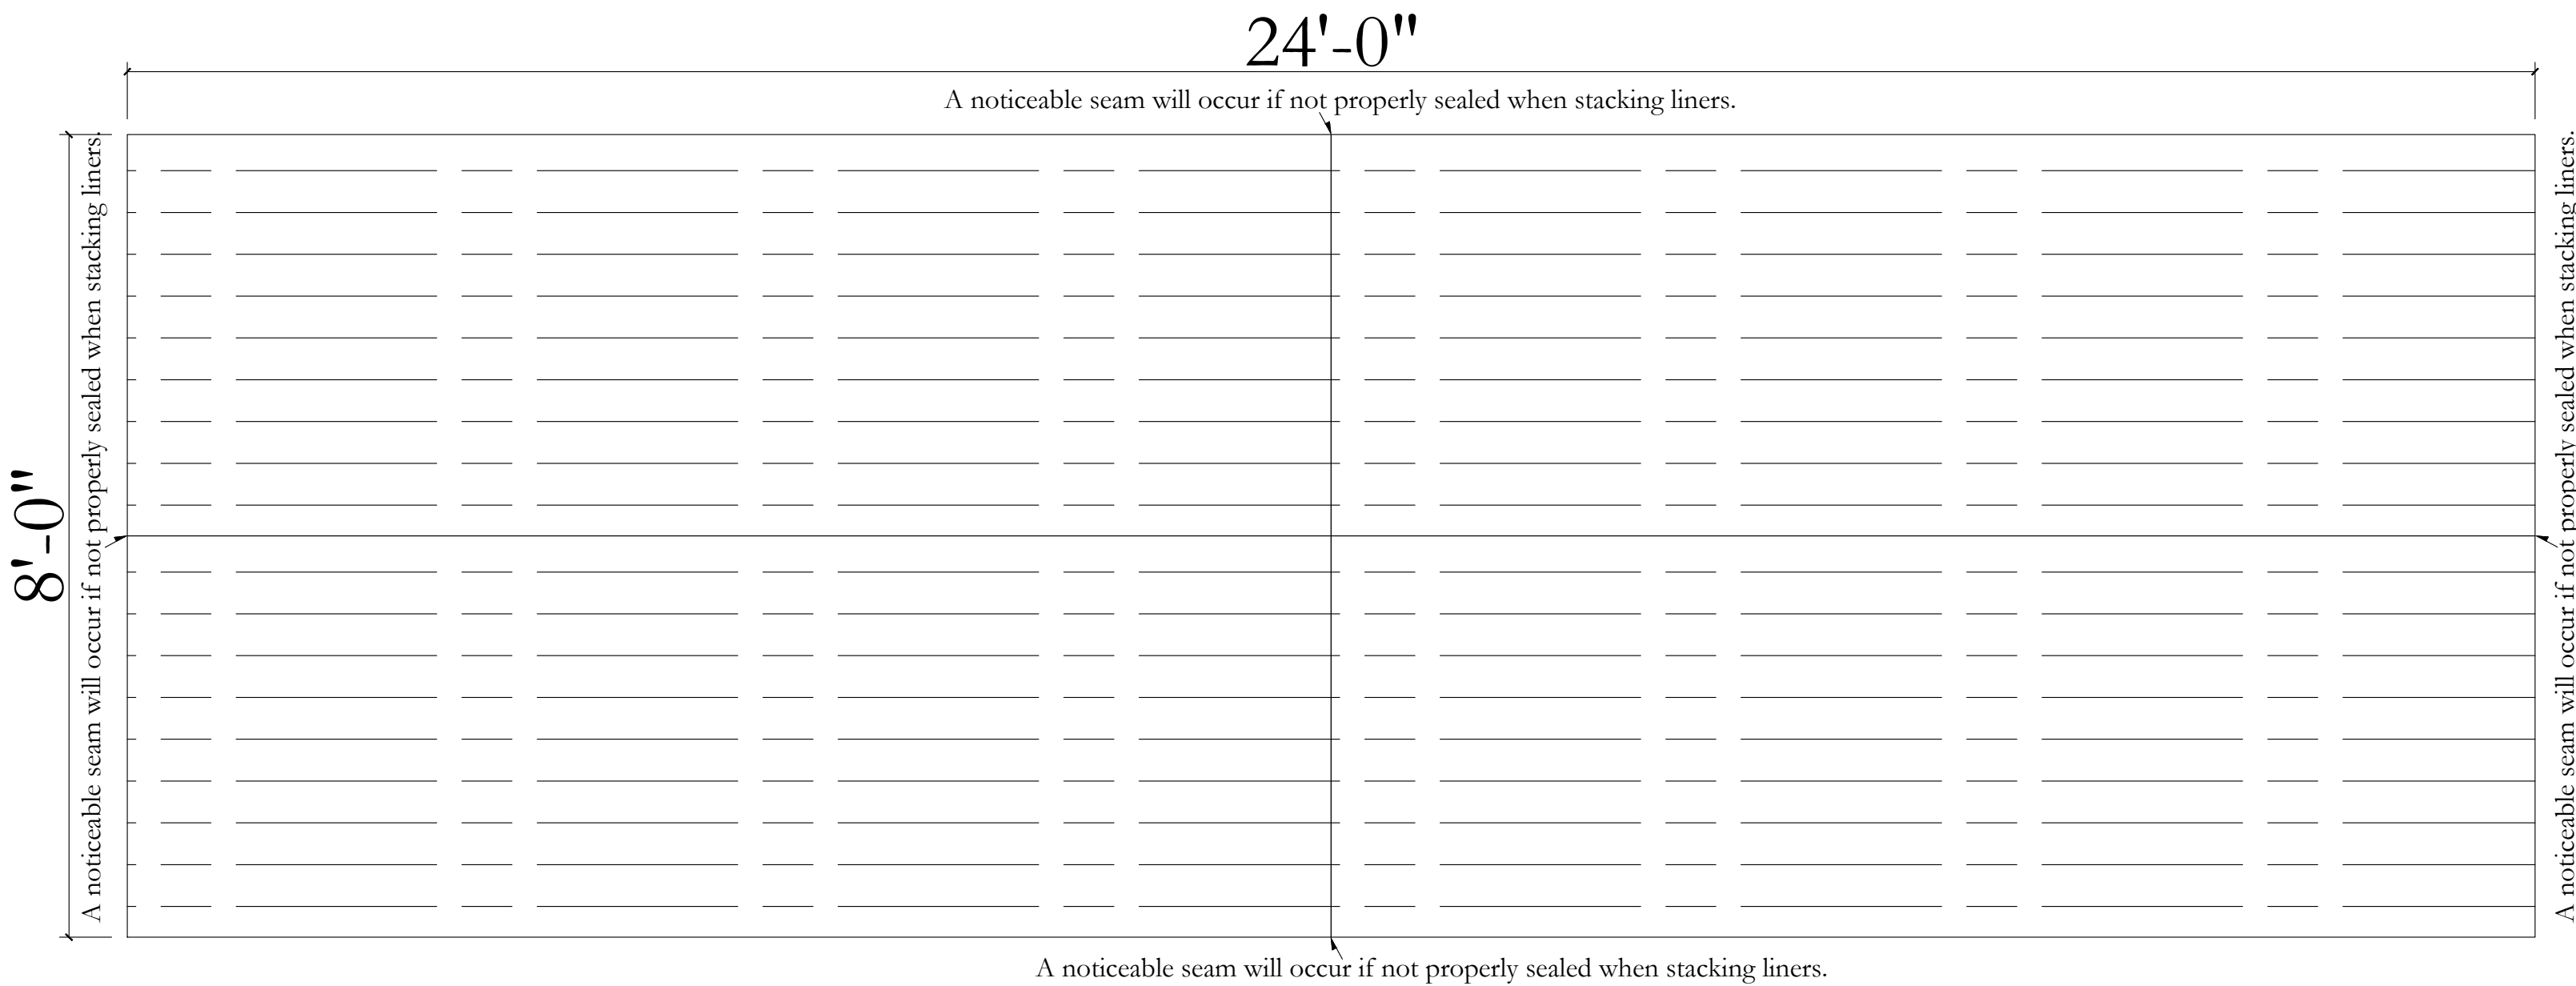 24'-0"
A noticeable seam will occur if not properly sealed when stacking liners.
8'-0"
A noticeable seam will occur if not properly sealed when stacking liners.
A noticeable seam will occur if not properly sealed when stacking liners.
A noticeable seam will occur if not properly sealed when stacking liners.